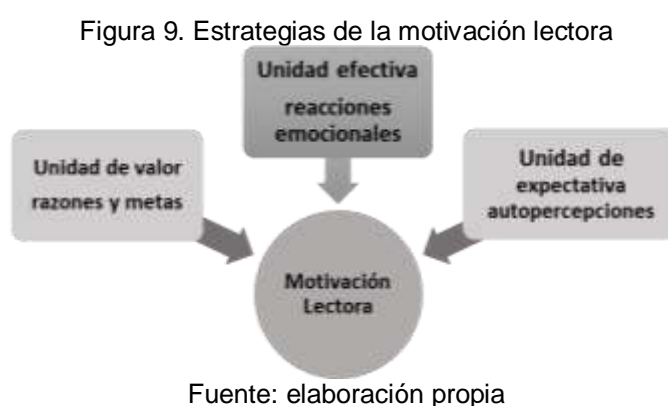 Figura 9. Estrategias de la motivación lectora
Unidad efectiva
reacciones
emocionales
Unidad de valor
razones y metas
Unidad de
expectativa
autopercepciones
Motivación
Lectora
Fuente: elaboración propia